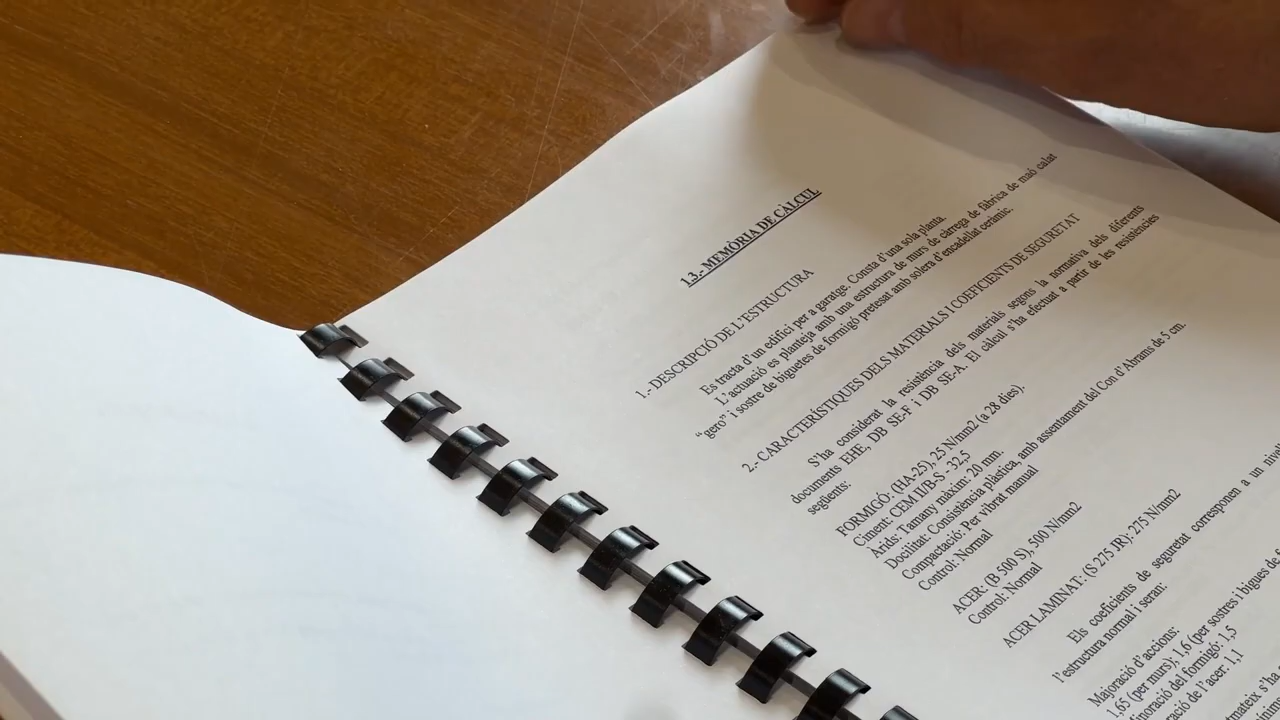 1.3.- MEMÒRIA DE CÀLCUL
1.- DESCRIPCIÓ DE L'ESTRUCTURA
Es tracta d'un edifici per a garatge. Consta d'una sola planta.
L'actuació es planteja amb una estructura de murs de càrrega de fàbrica de maó calat
“gero” i sostre de biguetes de formigó pretesat amb solera d'encadellat ceràmic.
2.- CARACTERÍSTIQUES DELS MATERIALS I COEFICIENTS DE SEGURETAT
S'ha considerat la resistència dels materials segons la normativa dels diferents
documents EHE, DB SE-F i DB SE-A. El càlcul s'ha efectuat a partir de les resistències
següents:
FORMIGÓ: (HA-25), 25 N/mm2 (a 28 dies).
Ciment: CEM II/B-S - 32,5
Arids: Tamany màxim: 20 mm.
Docilitat: Consistència plàstica, amb assentament del Con d'Abrams de 5 cm.
Compactació: Per vibrat manual
Control: Normal
ACER: (B 500 S), 500 N/mm2
Control: Normal
ACER LAMINAT: (S 275 JR); 275 N/mm2
Els coeficients de seguretat corresponen a un
l'estructura normal i seran:
Majoració d'accions:
1,65 (per murs); 1,6 (per sostres i bigues de
del formigó: 1,5
de l'acer: 1,1
s'ha